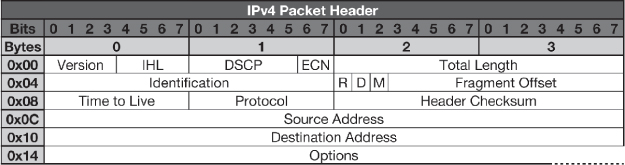 IPv4 Packet Header
Bits 0 1 2 3 4 5 6 7 0 1 2 3 4 5 6 7 0 1 2 3 4 5 6 7 0 1 2 3 4 5 6 7
Bytes 0 1 2 3
0x00 Version IHL DSCP ECN Total Length
0x04 Identification R D M Fragment Offset
0x08 Time to Live Protocol Header Checksum
0x0C Source Address
0x10 Destination Address
0x14 Options